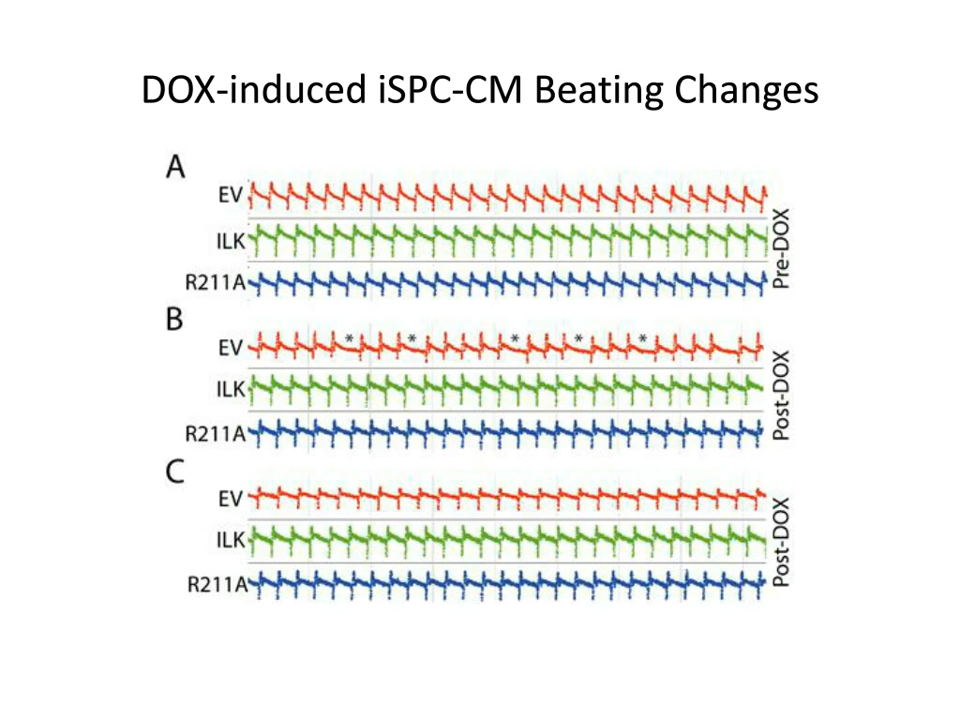 DOX-induced iSPC-CM Beating Changes
A
EV
ILK
R211A
Pre-DOX
B
EV
* * * * *
ILK
R211A
Post-DOX
C
EV
ILK
R211A
Post-DOX